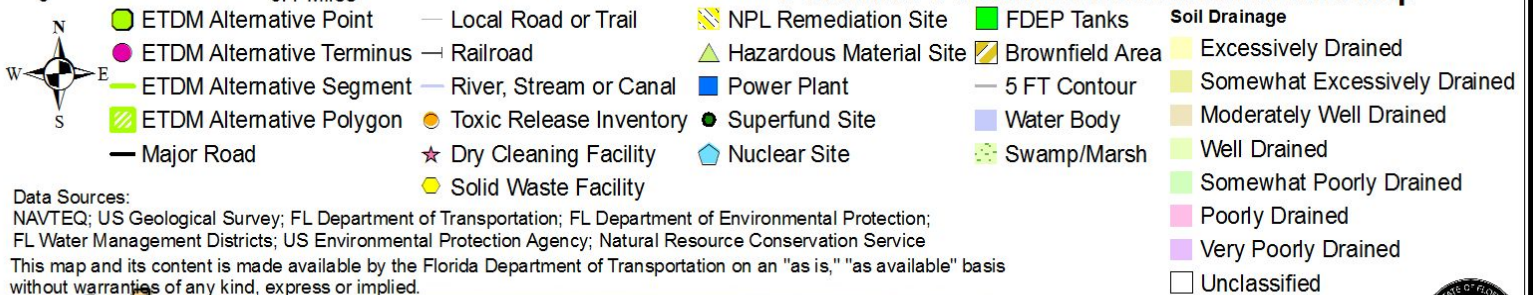 N
W
E
S
ETDM Alternative Point
ETDM Alternative Terminus
ETDM Alternative Segment
ETDM Alternative Polygon
Major Road
Local Road or Trail
Railroad
River, Stream or Canal
Toxic Release Inventory
Dry Cleaning Facility
Solid Waste Facility
NPL Remediation Site
Hazardous Material Site
Power Plant
Superfund Site
Nuclear Site
FDEP Tanks
Brownfield Area
5 FT Contour
Water Body
Swamp/Marsh
Soil Drainage
Excessively Drained
Somewhat Excessively Drained
Moderately Well Drained
Well Drained
Somewhat Poorly Drained
Poorly Drained
Very Poorly Drained
Unclassified
Data Sources:
NAVTEQ; US Geological Survey; FL Department of Transportation; FL Department of Environmental Protection;
FL Water Management Districts; US Environmental Protection Agency; Natural Resource Conservation Service
This map and its content is made available by the Florida Department of Transportation on an "as is," "as available" basis
without warranties of any kind, express or implied.